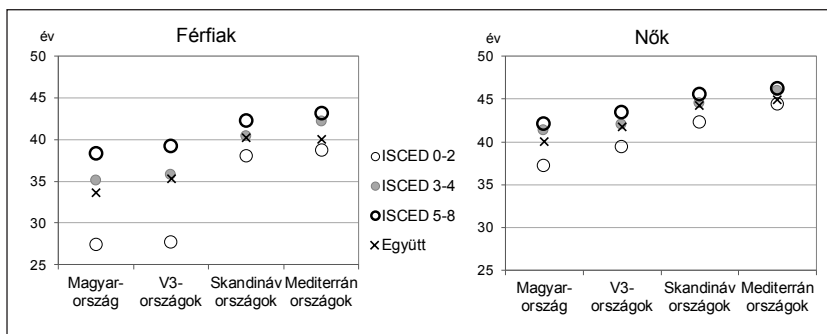 Férfiak
év
50
45
40
35
30
25
Magyar-
ország
V3-
országok
Skandináv
országok
Mediterrán
országok
ISCED 0-2
ISCED 3-4
ISCED 5-8
Együtt
Nők
év
50
45
40
35
30
25
Magyar-
ország
V3-
országok
Skandináv
országok
Mediterrán
országok